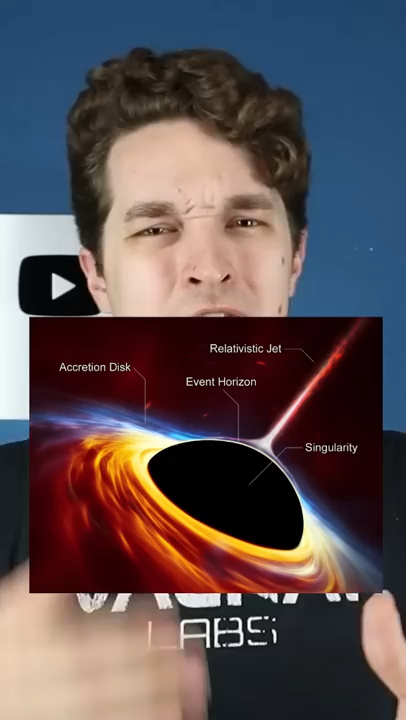 Relativistic Jet
Accretion Disk
Event Horizon
Singularity
LABS